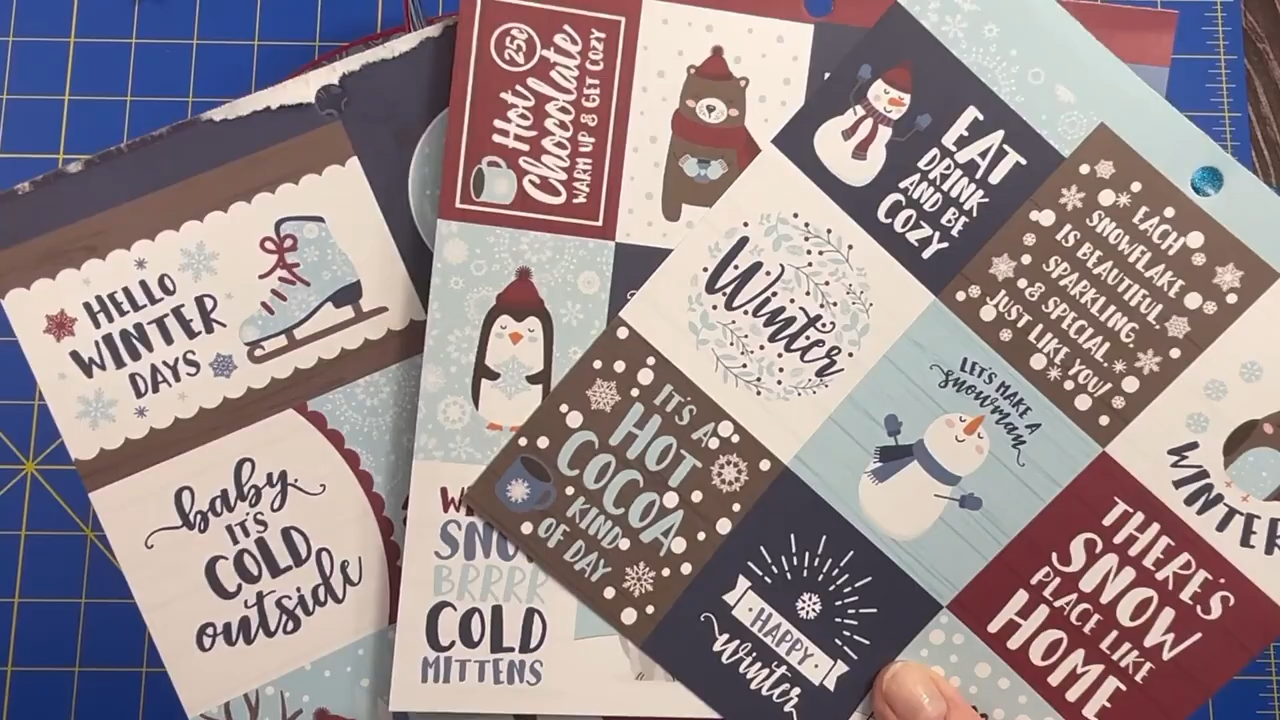 HELLO
WINTER
DAYS
baby
IT'S
COLD
outside
25¢
Hot
Chocolate
WARM UP & GET COZY
SNO
BRRRR
COLD
MITTENS
EAT
DRINK
AND BE
COZY
Winter
IT'S A
HOT
COCOA
KIND
OF DAY
EACH
SNOWFLAKE
IS BEAUTIFUL,
SPARKLING,
& SPECIAL
JUST LIKE YOU!
LET'S MAKE A
snowman
HAPPY
winter
WINTER
THERE'S
SNOW
PLACE LIKE
HOME